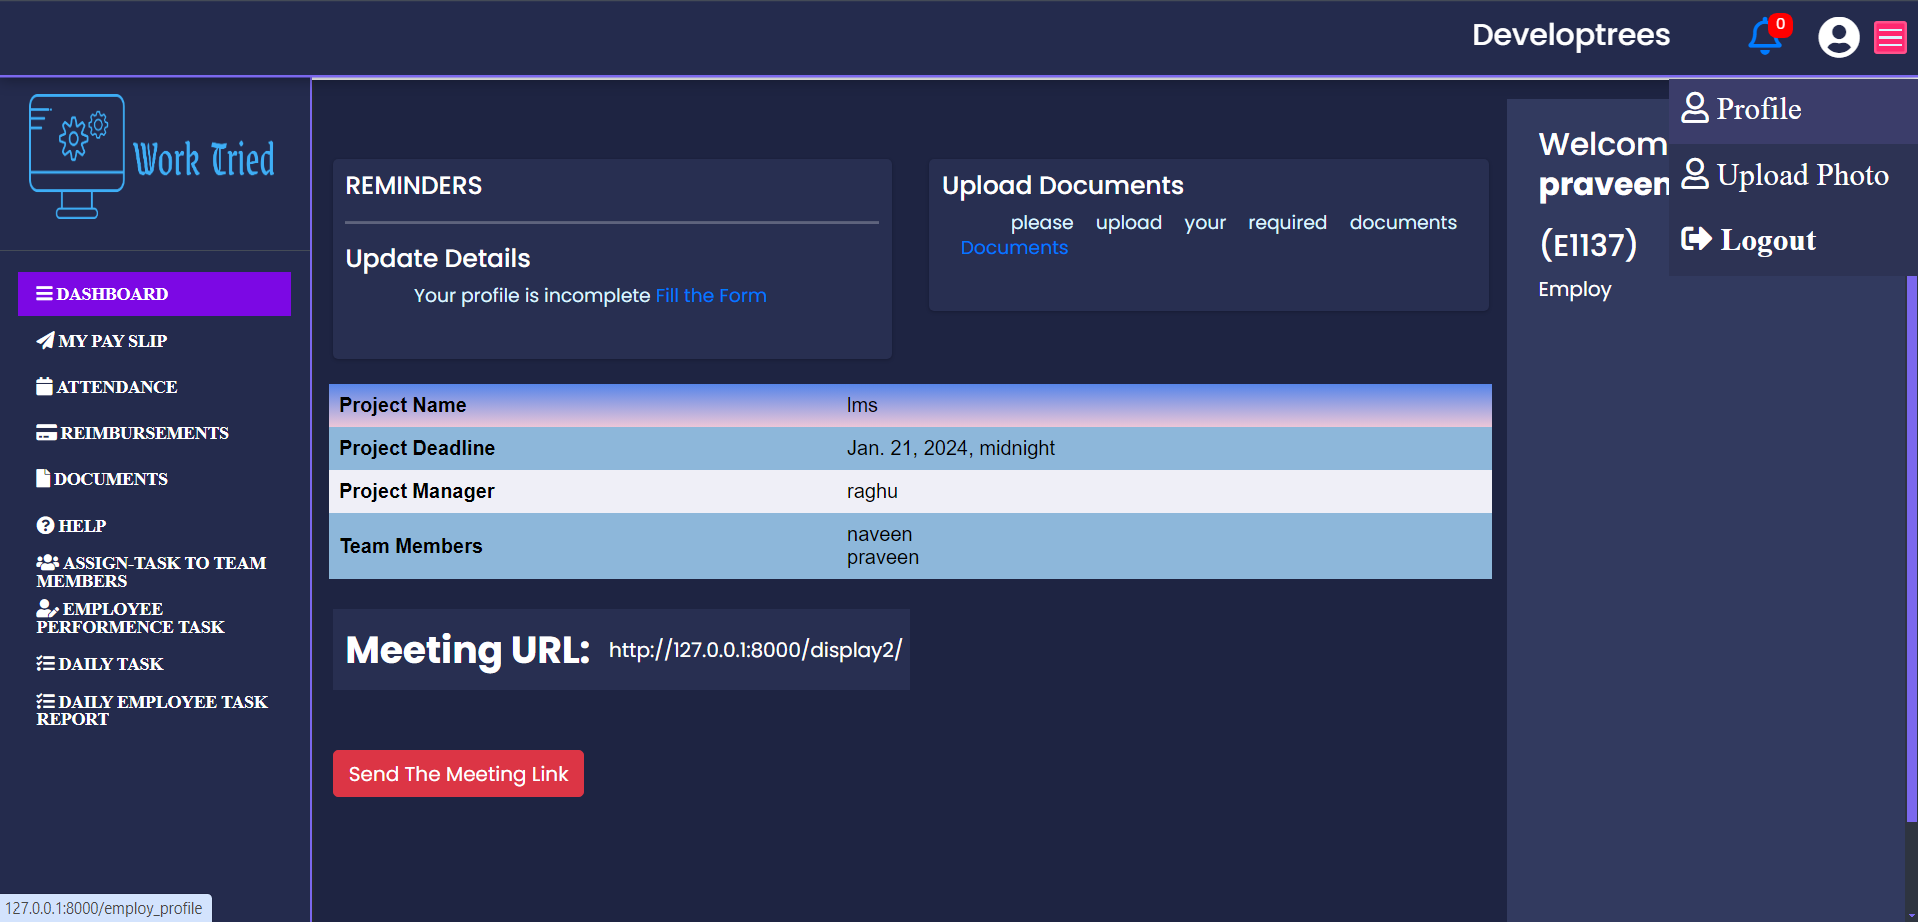 Developtrees
0
Work Tried
DASHBOARD
MY PAY SLIP
ATTENDANCE
REIMBURSEMENTS
DOCUMENTS
HELP
ASSIGN-TASK TO TEAM
MEMBERS
EMPLOYEE
PERFORMENCE TASK
DAILY TASK
DAILY EMPLOYEE TASK
REPORT
REMINDERS
Update Details
Your profile is incomplete Fill the Form
Upload Documents
please upload your required documents
Documents
Project Name lms
Project Deadline Jan. 21, 2024, midnight
Project Manager raghu
Team Members naveen
praveen
Meeting URL: http://127.0.0.1:8000/display2/
Send The Meeting Link
Welcom
praveen
(E1137)
Employ
Profile
Upload Photo
Logout
127.0.0.1:8000/employ_profile